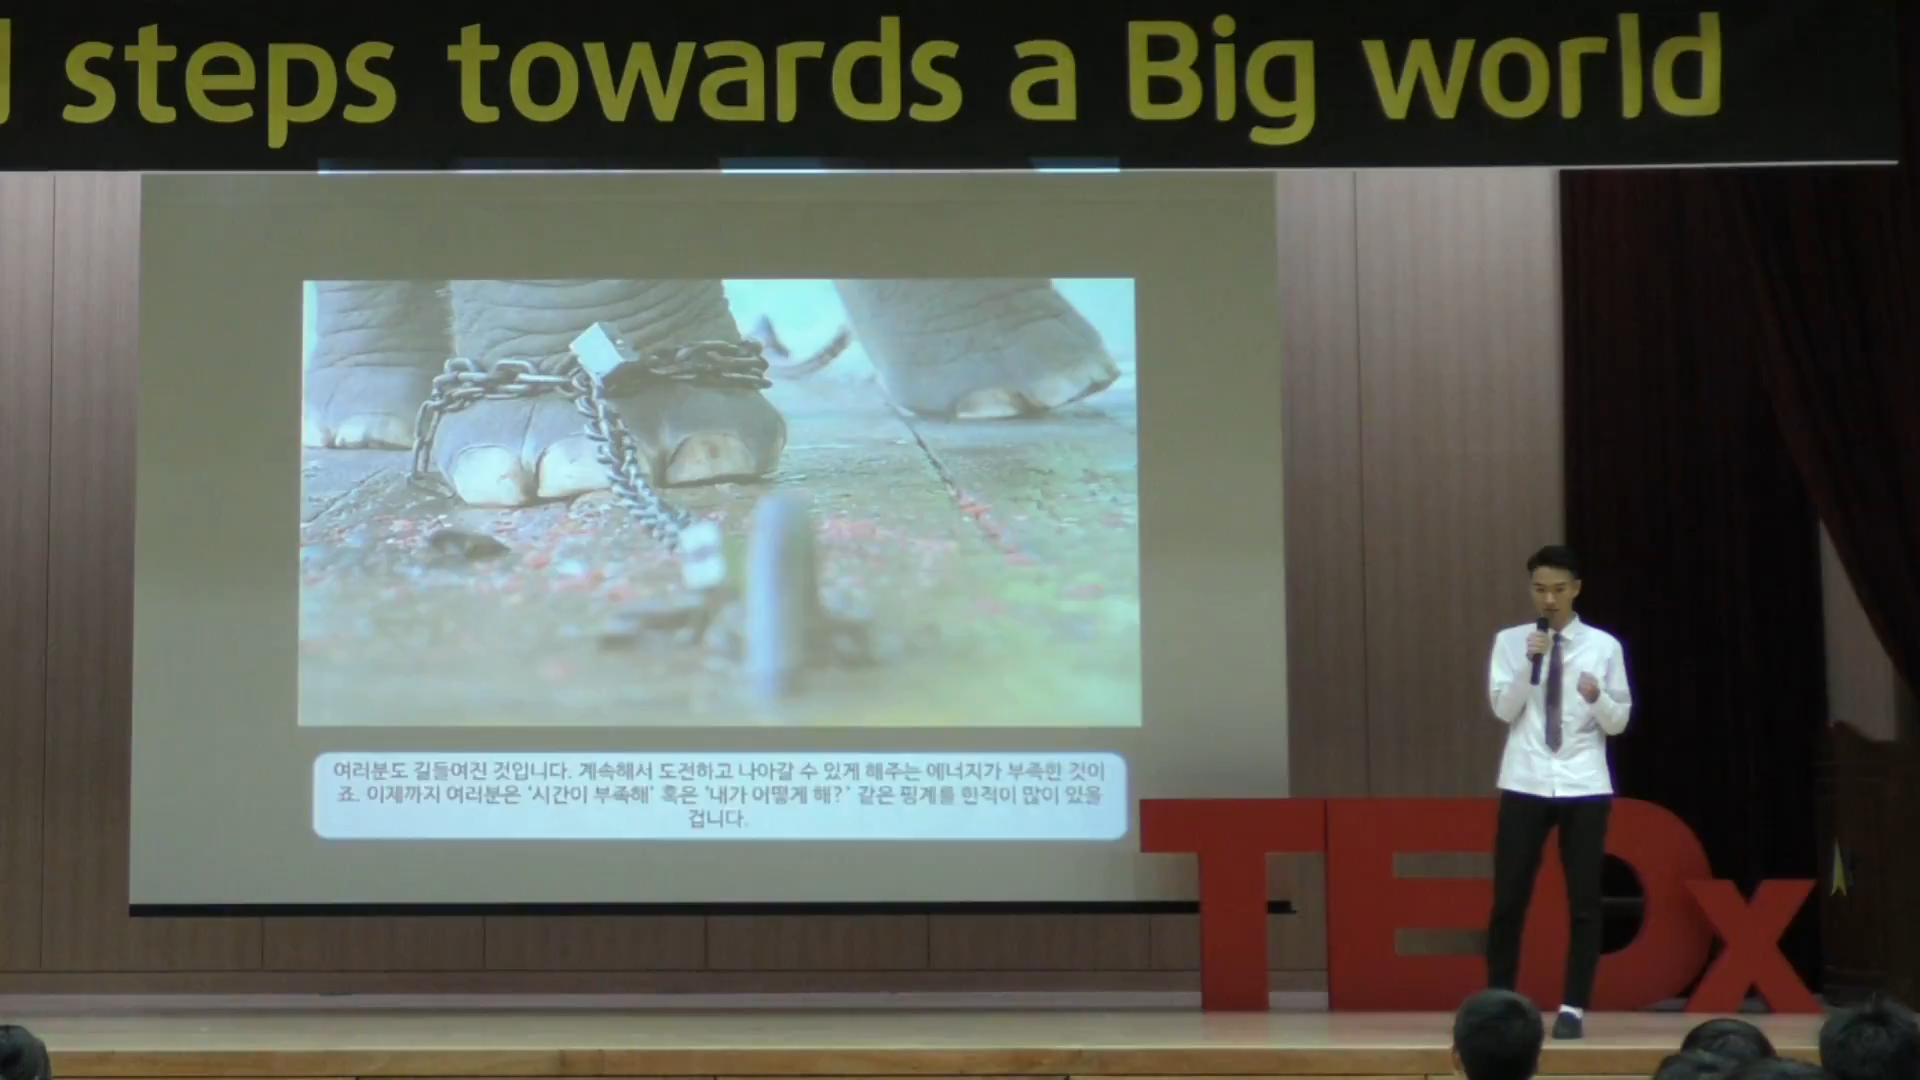 steps towards a Big world
여러분도 길들여진 것입니다. 계속해서 도전하고 나아갈 수 있게 해주는 에너지가 부족한 것이
죠. 이제까지 여러분은 '시간이 부족해' 혹은 '내가 어떻게 해?' 같은 핑계를 한적이 많이 있을
겁니다.
TEDx